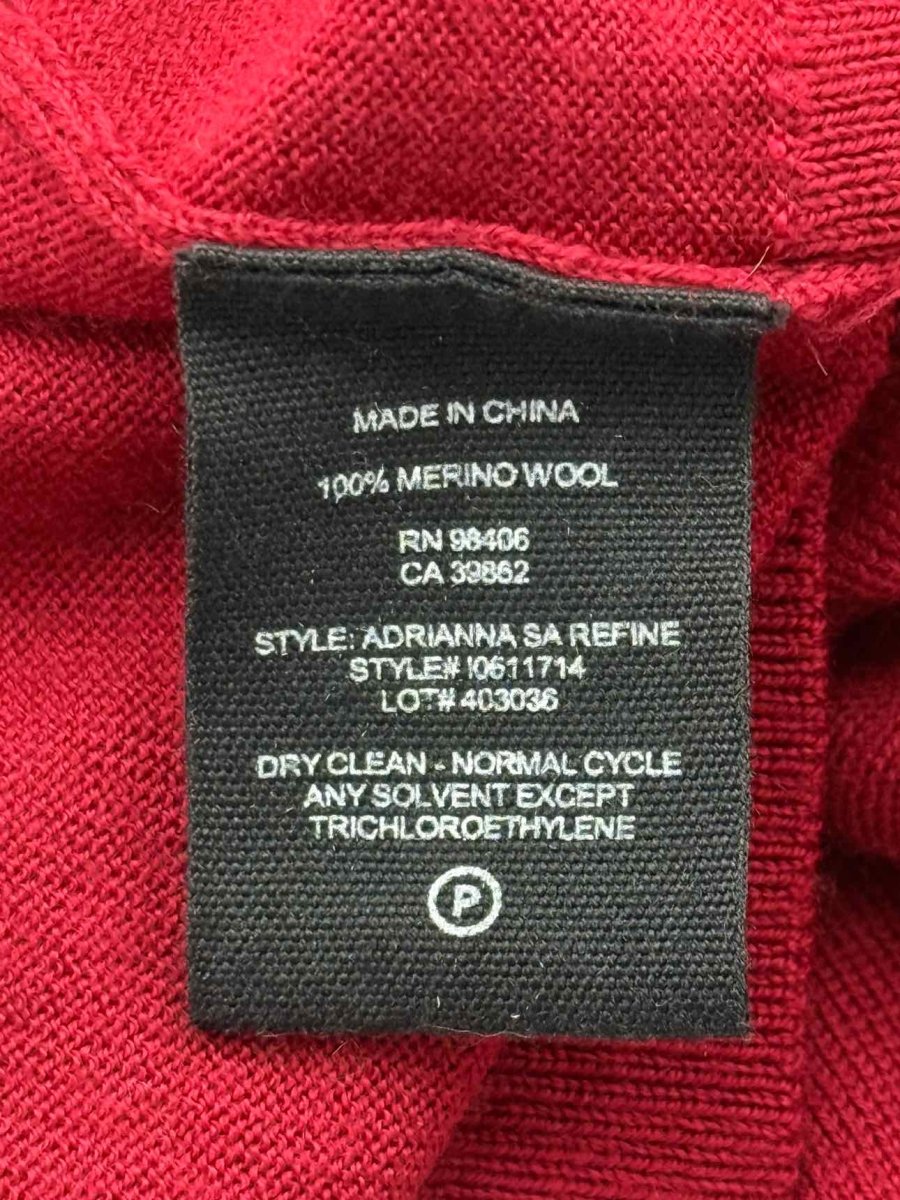 MADE IN CHINA
100% MERINO WOOL
RN 98406
CA 39862
STYLE: ADRIANNA SA REFINE
STYLE# I0611714
LOT# 403036
DRY CLEAN - NORMAL CYCLE
ANY SOLVENT EXCEPT
TRICHLOROETHYLENE
P